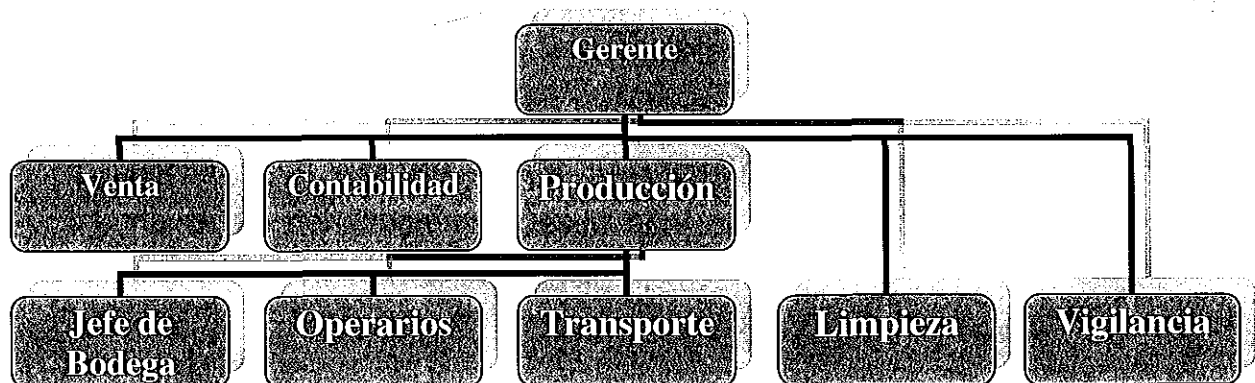 Gerente
Venta
Contabilidad
Producción
Jefe de
Bodega
Operarios
Transporte
Limpieza
Vigilancia